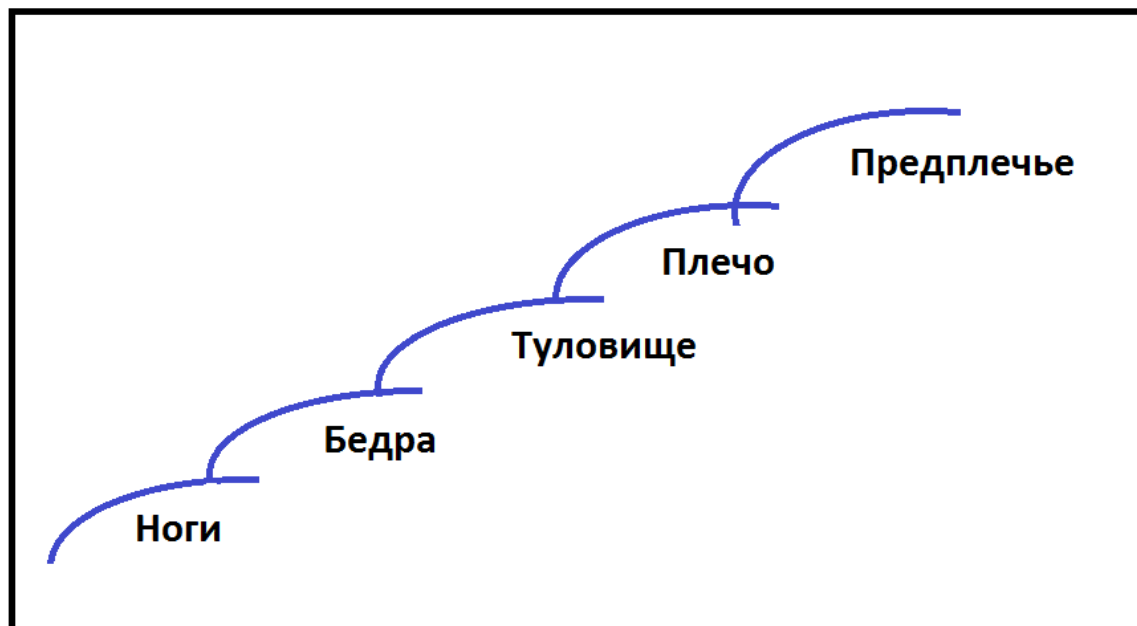 Предплечье
Плечо
Туловище
Бедра
Ноги